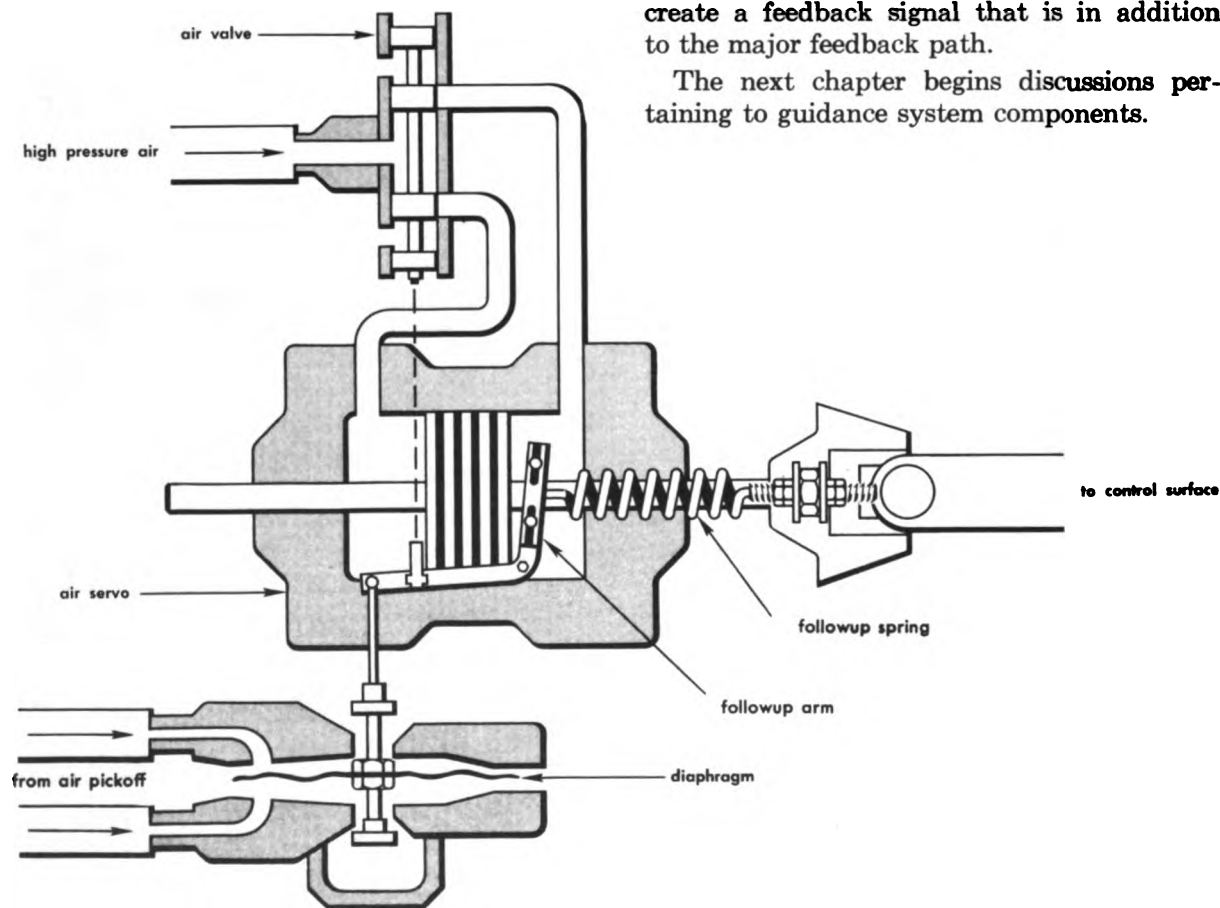 create a feedback signal that is in addition
to the major feedback path.
The next chapter begins discussions per-
taining to guidance system components.
air valve
high pressure air
to control surface
air servo
followup spring
followup arm
from air pickoff
diaphragm